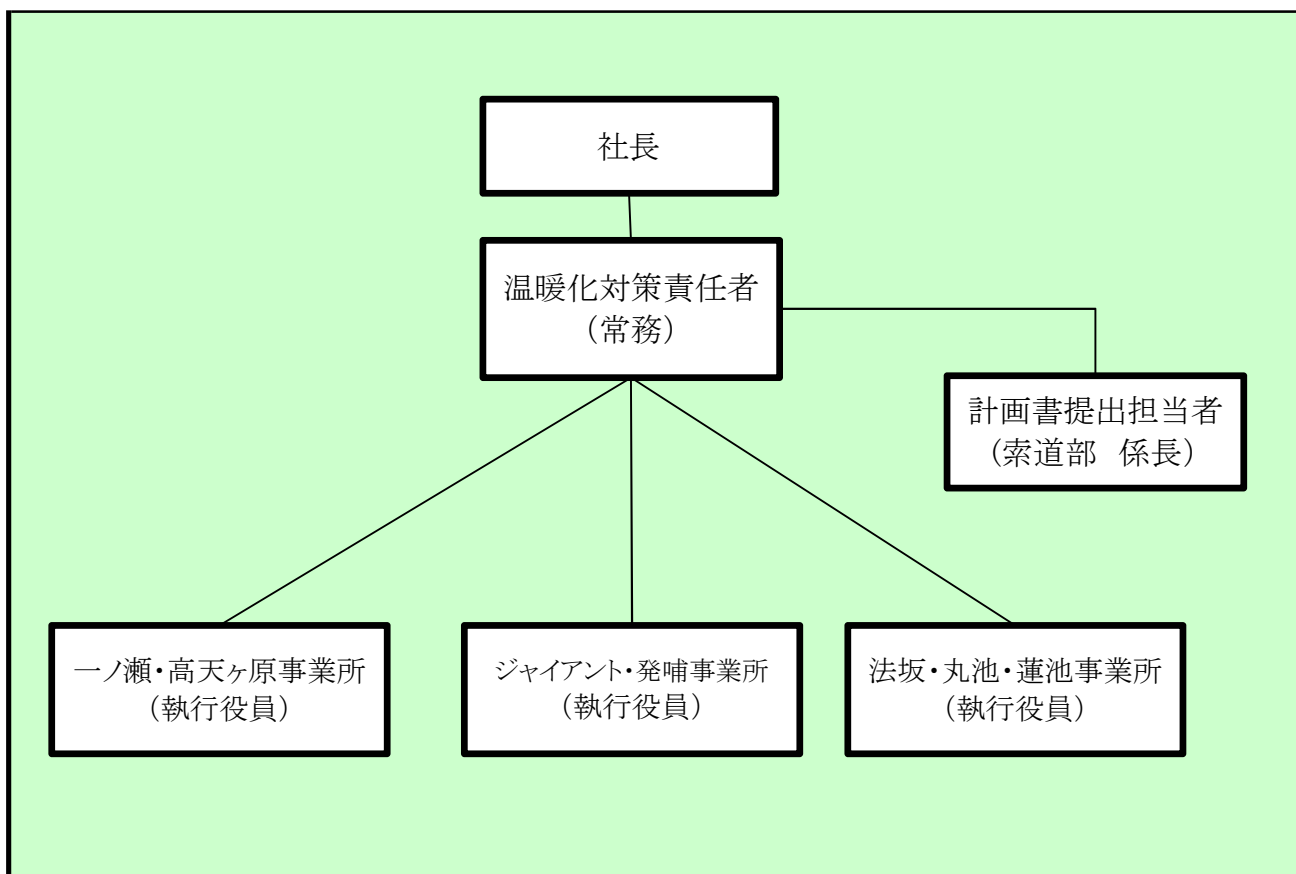 社長
温暖化対策責任者
(常務)
計画書提出担当者
(索道部　係長)
一ノ瀬・高天ヶ原事業所
(執行役員)
ジャイアント・発哺事業所
(執行役員)
法坂・丸池・蓮池事業所
(執行役員)